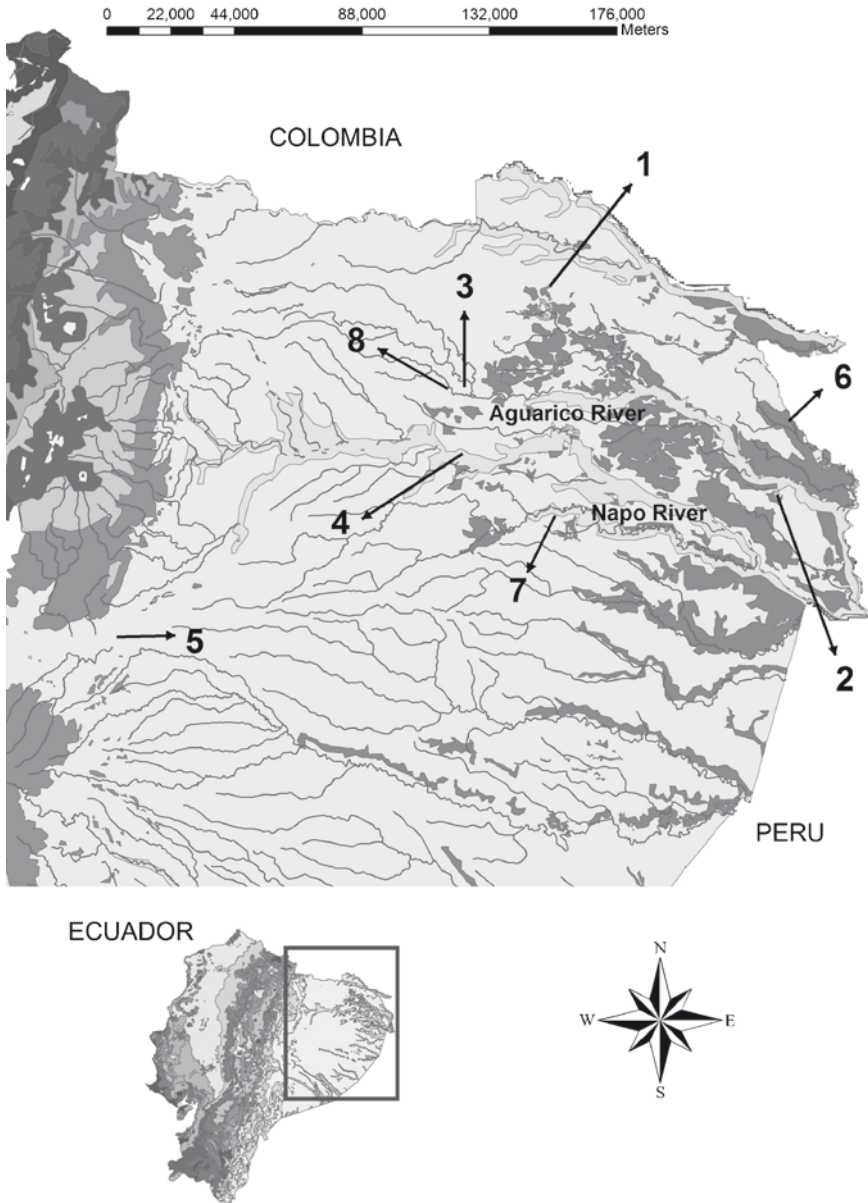 0 22,000 44,000 88,000 132,000 176,000
Meters
COLOMBIA
1
3
8
6
Aguarico River
4
Napo River
7
5
2
PERU
ECUADOR
N
W E
S